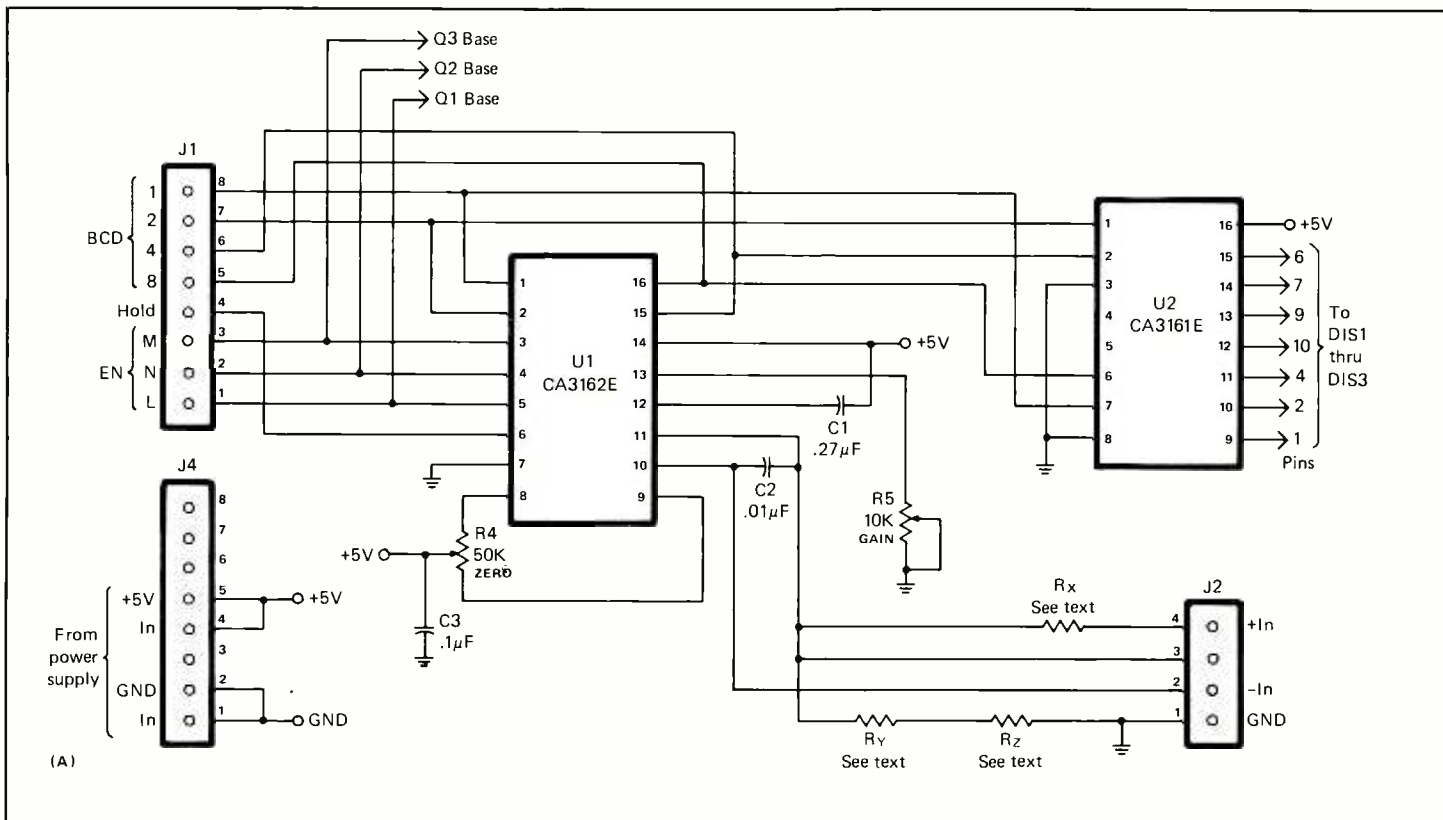 Q3 Base
Q2 Base
Q1 Base
J1
BCD
1
2
4
8
Hold
EN
M
N
L
8
7
6
5
4
3
2
1
U1
CA3162E
1
2
3
4
5
6
7
8
16
15
14
13
12
11
10
9
+5V
C1
.27µF
C2
.01µF
R5
10K
GAIN
R4
50K
ZERO
+5V
C3
.1µF
U2
CA3161E
1
2
3
4
5
6
7
8
16
15
14
13
12
11
10
9
+5V
6
7
9
10
4
2
1
Pins
To
DIS1
thru
DIS3
J4
8
7
6
5
4
3
2
1
+5V
In
GND
In
From
power
supply
+5V
GND
RX
See text
RY
See text
RZ
See text
J2
4
3
2
1
+In
−In
GND
(A)